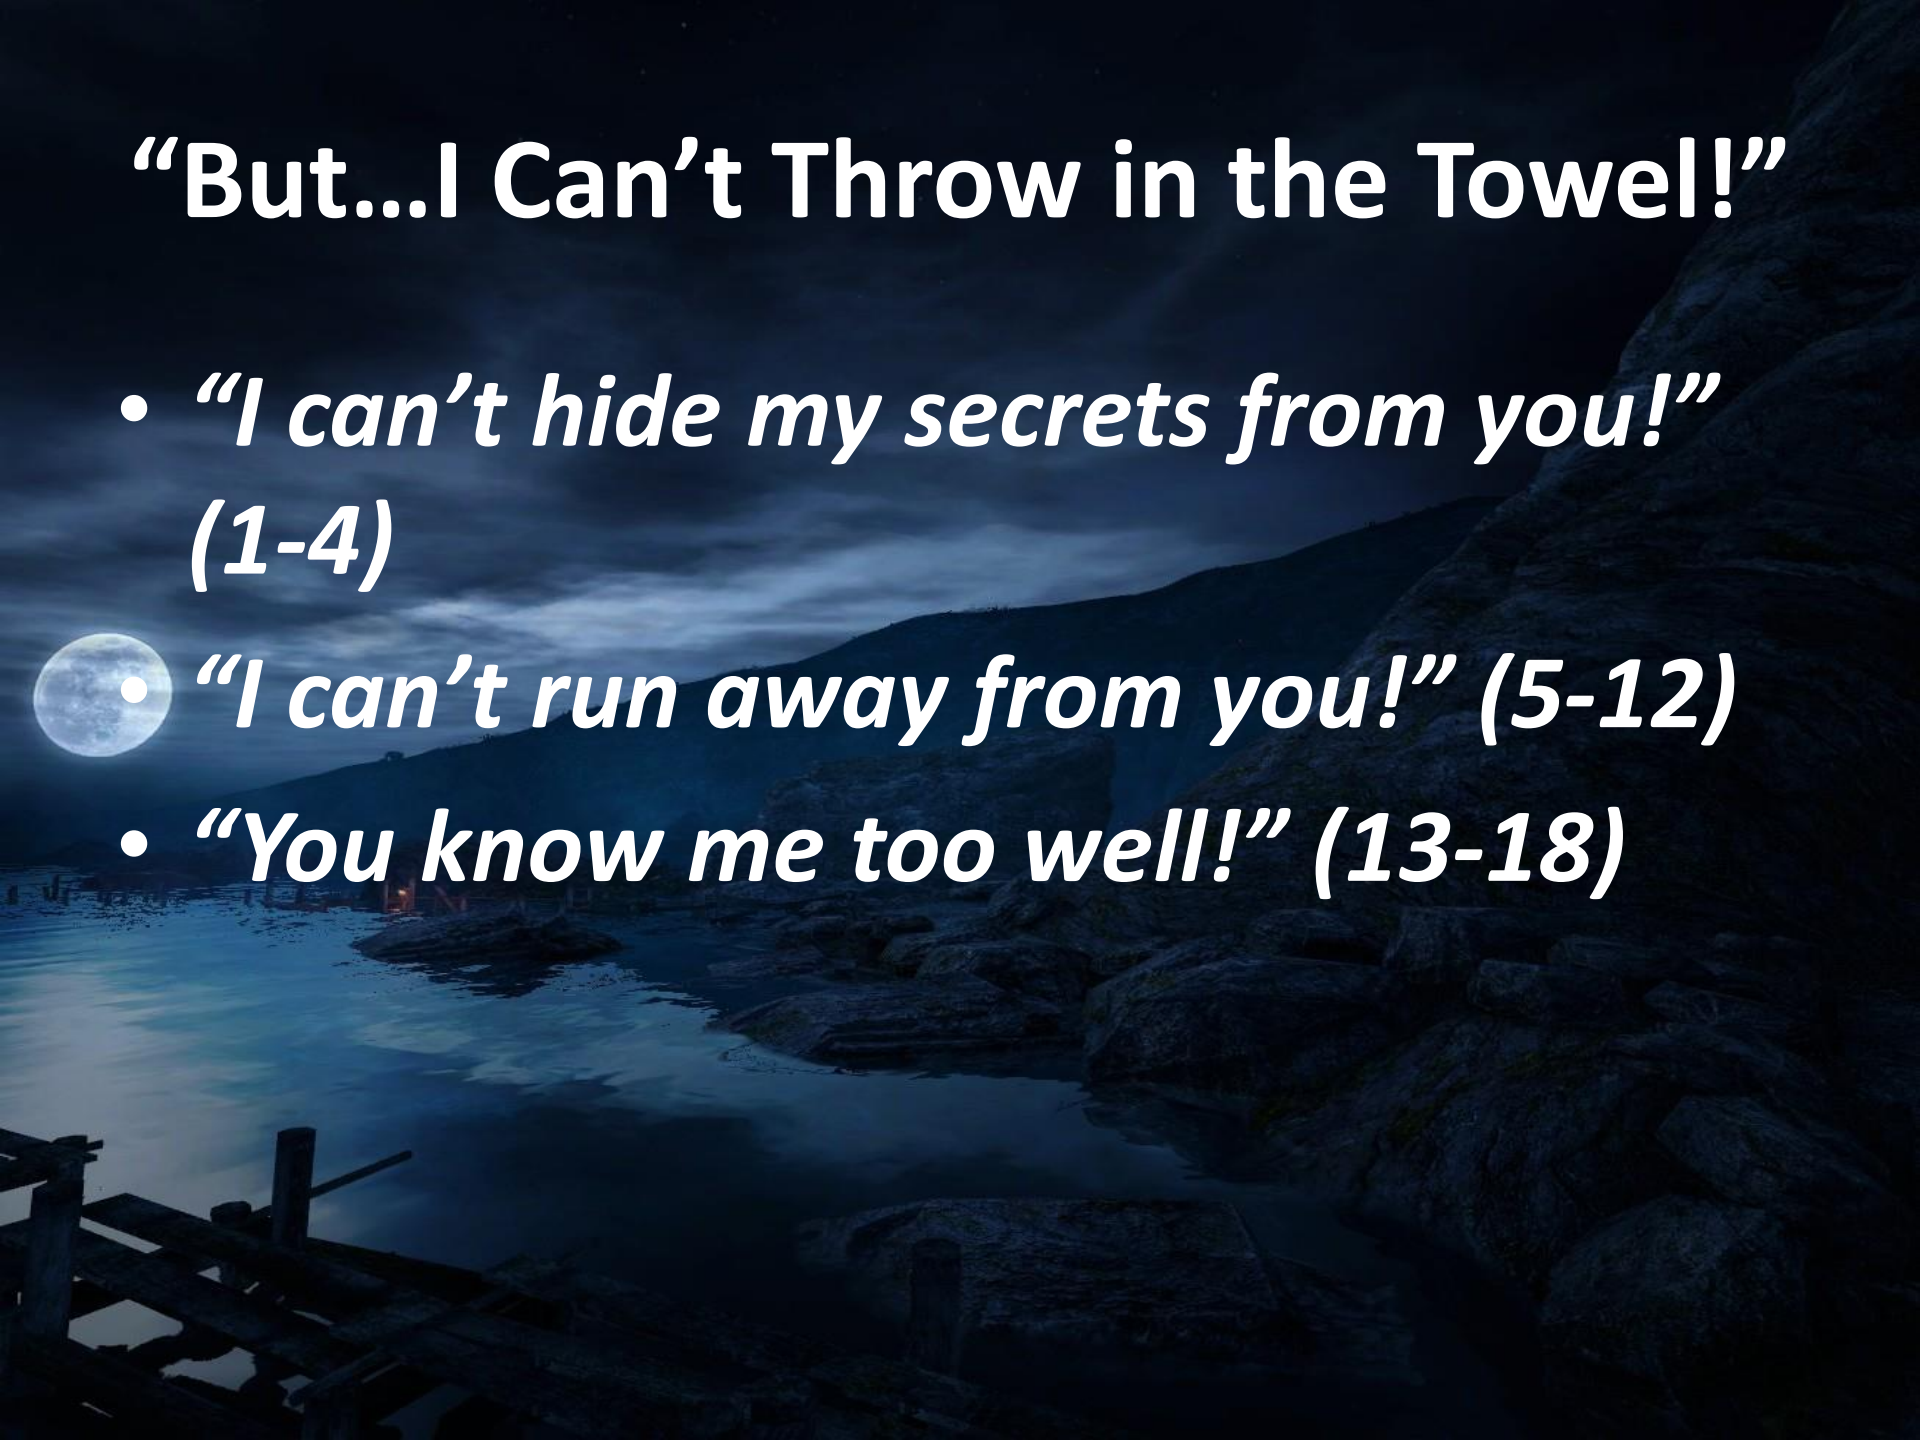 “But…I Can’t Throw in the Towel!”
• “I can’t hide my secrets from you!”
(1-4)
• “I can’t run away from you!” (5-12)
• “You know me too well!” (13-18)